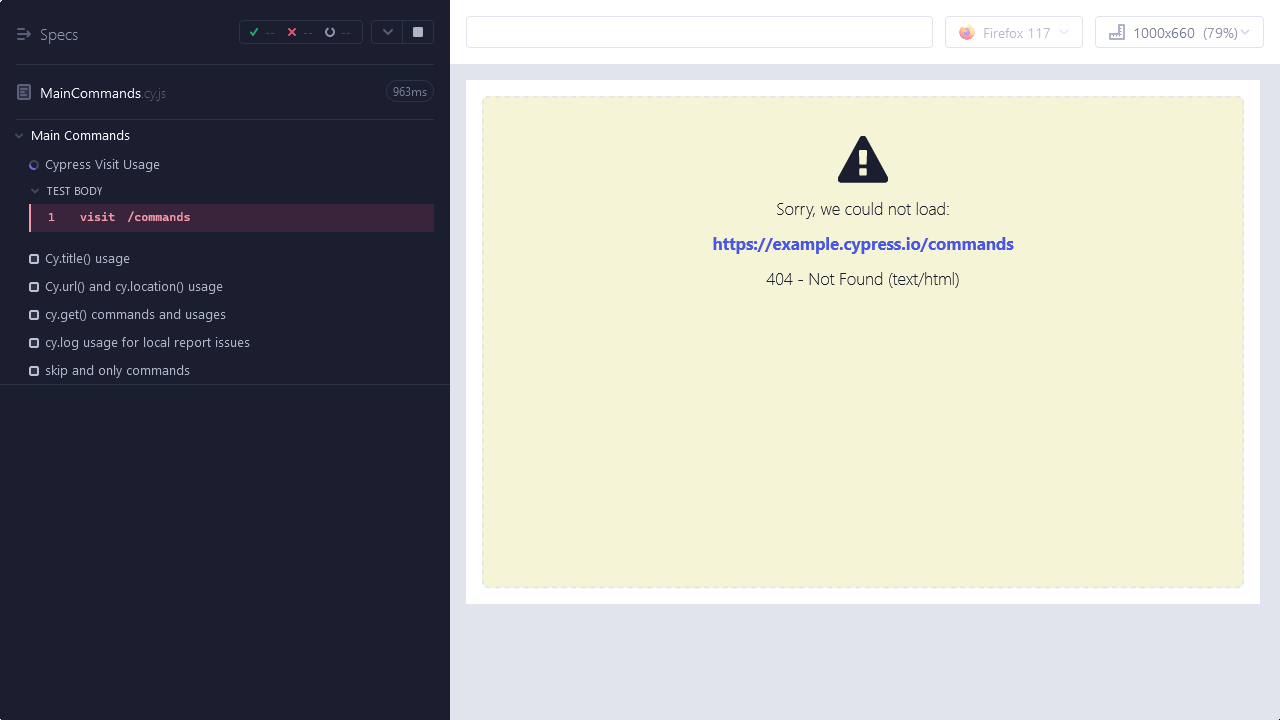 Specs
--
--
--
MainCommands.cy.js
963ms
Main Commands
Cypress Visit Usage
TEST BODY
1 visit /commands
Cy.title() usage
Cy.url() and cy.location() usage
cy.get() commands and usages
cy.log usage for local report issues
skip and only commands
Firefox 117
1000x660 (79%)
Sorry, we could not load:
https://example.cypress.io/commands
404 - Not Found (text/html)